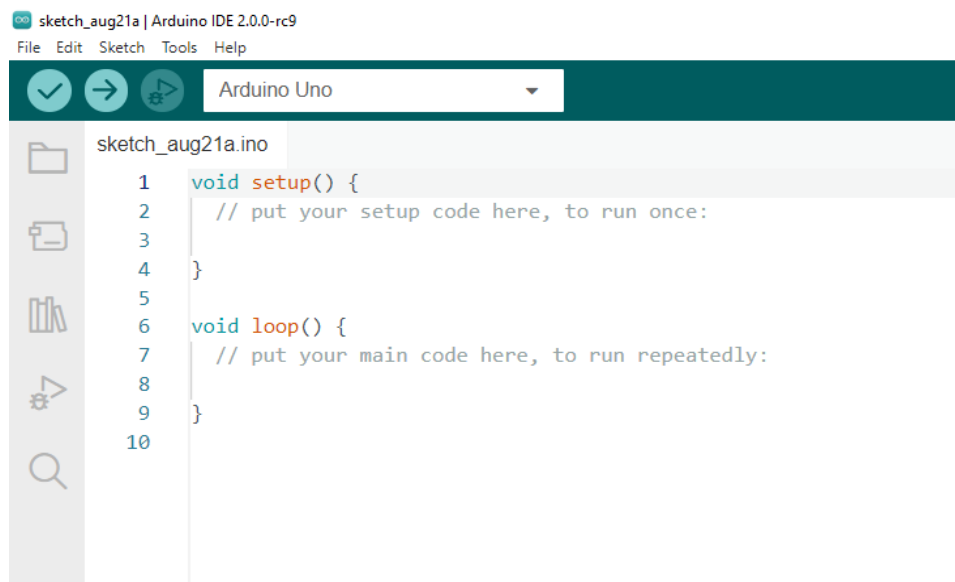 sketch_aug21a | Arduino IDE 2.0.0-rc9
File Edit Sketch Tools Help
Arduino Uno
sketch_aug21a.ino
1 void setup() {
2 // put your setup code here, to run once:
3
4 }
5
6 void loop() {
7 // put your main code here, to run repeatedly:
8
9 }
10